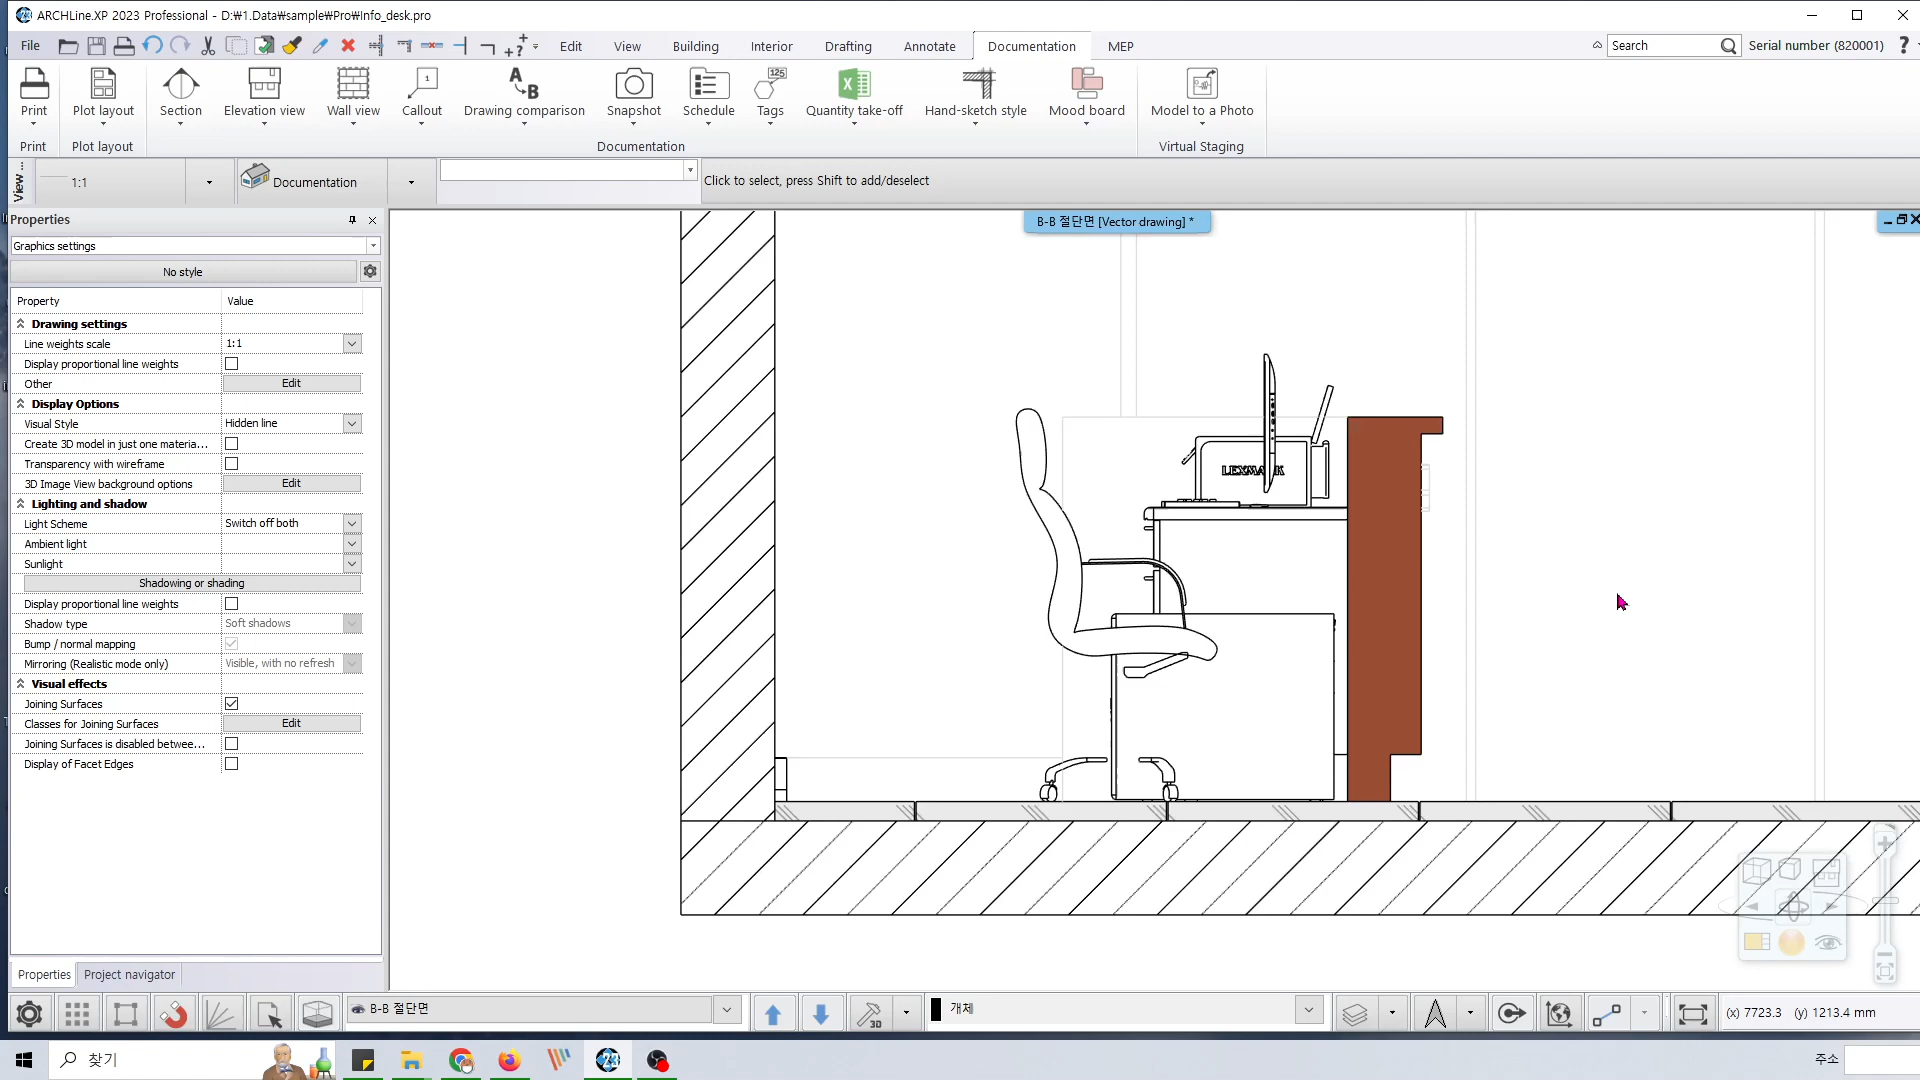 ARCHLine.XP 2023 Professional - D:₩1.Data₩sample₩Pro₩Info_desk.pro
File
Edit
View
Building
Interior
Drafting
Annotate
Documentation
MEP
Search
Serial number (820001)
?
Print
Plot layout
Section
Elevation view
Wall view
1
Callout
A
B
Drawing comparison
Snapshot
Schedule
125
Tags
Quantity take-off
Hand-sketch style
Mood board
Model to a Photo
Print
Plot layout
Documentation
Virtual Staging
View ...
1:1
Documentation
Click to select, press Shift to add/deselect
Properties
Graphics settings
No style
Property Value
Drawing settings
Line weights scale 1:1
Display proportional line weights
Other Edit
Display Options
Visual Style Hidden line
Create 3D model in just one materia...
Transparency with wireframe
3D Image View background options Edit
Lighting and shadow
Light Scheme Switch off both
Ambient light
Sunlight
Shadowing or shading
Display proportional line weights
Shadow type Soft shadows
Bump / normal mapping
Mirroring (Realistic mode only) Visible, with no refresh
Visual effects
Joining Surfaces
Classes for Joining Surfaces Edit
Joining Surfaces is disabled betwee...
Display of Facet Edges
B-B 절단면 [Vector drawing] *
LEXMARK
Properties
Project navigator
B-B 절단면
3D
개체
(x) 7723.3 (y) 1213.4 mm
찾기
23
주소